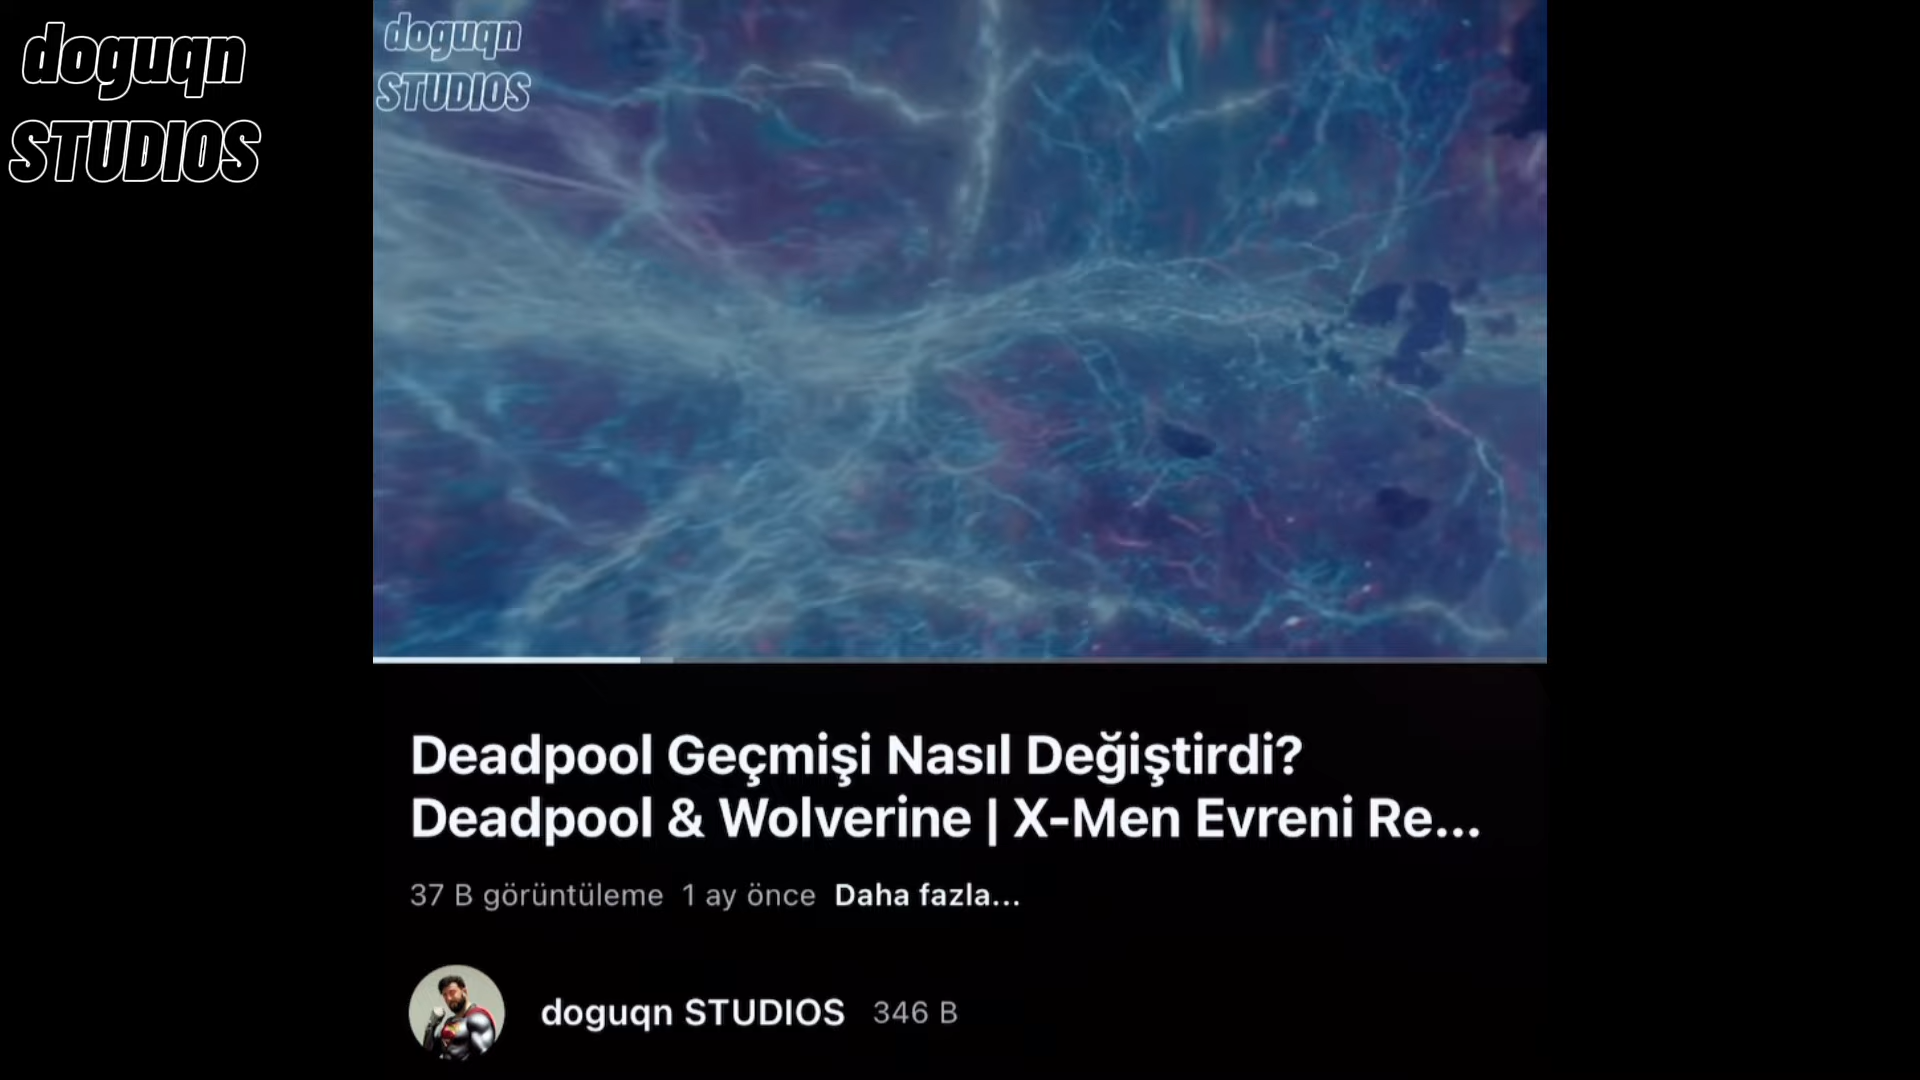 doguqn
STUDIOS
doguqn
STUDIOS
Deadpool Geçmişi Nasıl Değiştirdi?
Deadpool & Wolverine | X-Men Evreni Re...
37 B görüntüleme 1 ay önce Daha fazla...
doguqn STUDIOS 346 B